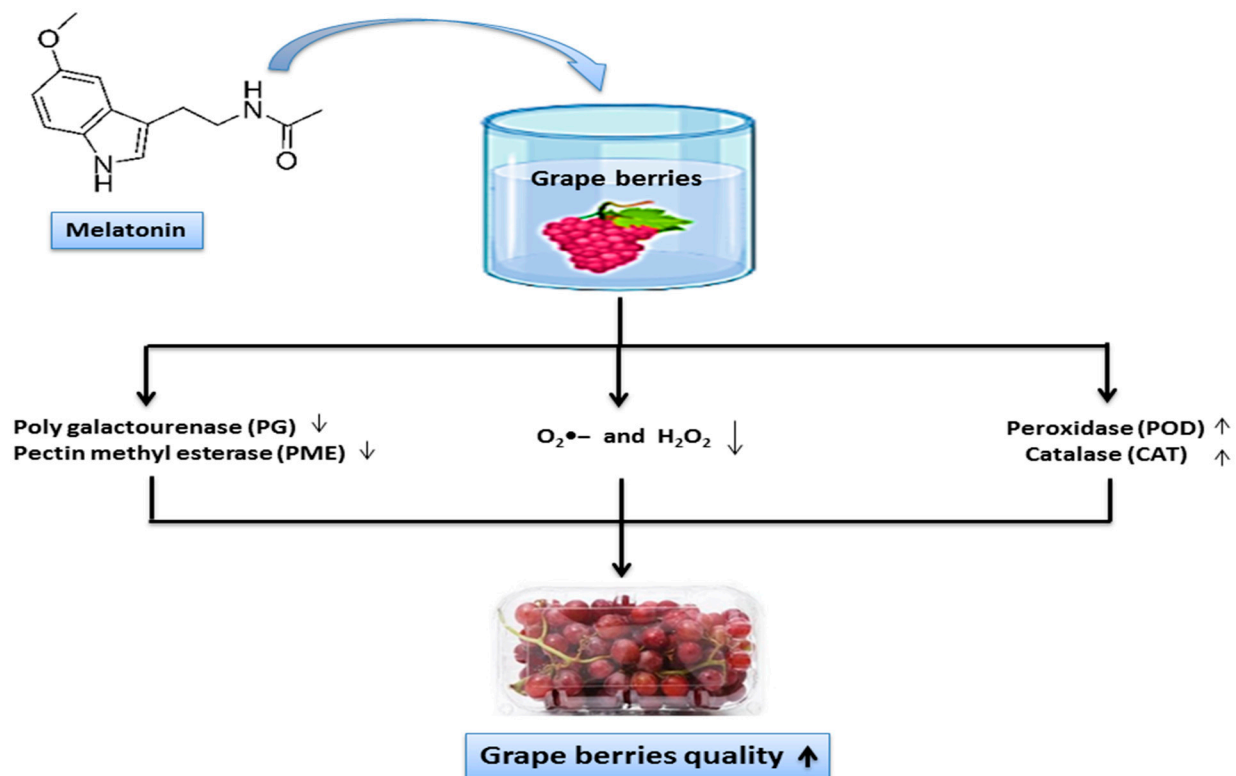 O
H
N
O
N
H
Melatonin
Grape berries
Poly galactourenase (PG) ↓
Pectin methyl esterase (PME) ↓
O₂•– and H₂O₂ ↓
Peroxidase (POD) ↑
Catalase (CAT) ↑
Grape berries quality ↑